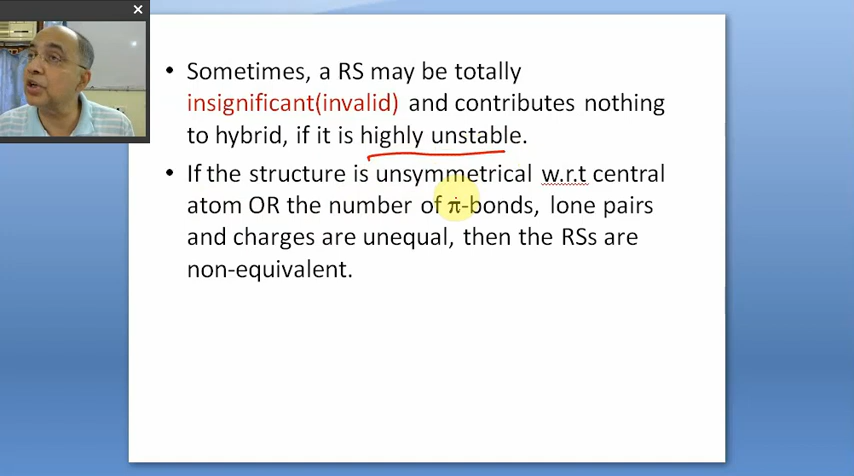 • Sometimes, a RS may be totally
insignificant(invalid) and contributes nothing
to hybrid, if it is highly unstable.
• If the structure is unsymmetrical w.r.t central
atom OR the number of π-bonds, lone pairs
and charges are unequal, then the RSs are
non-equivalent.